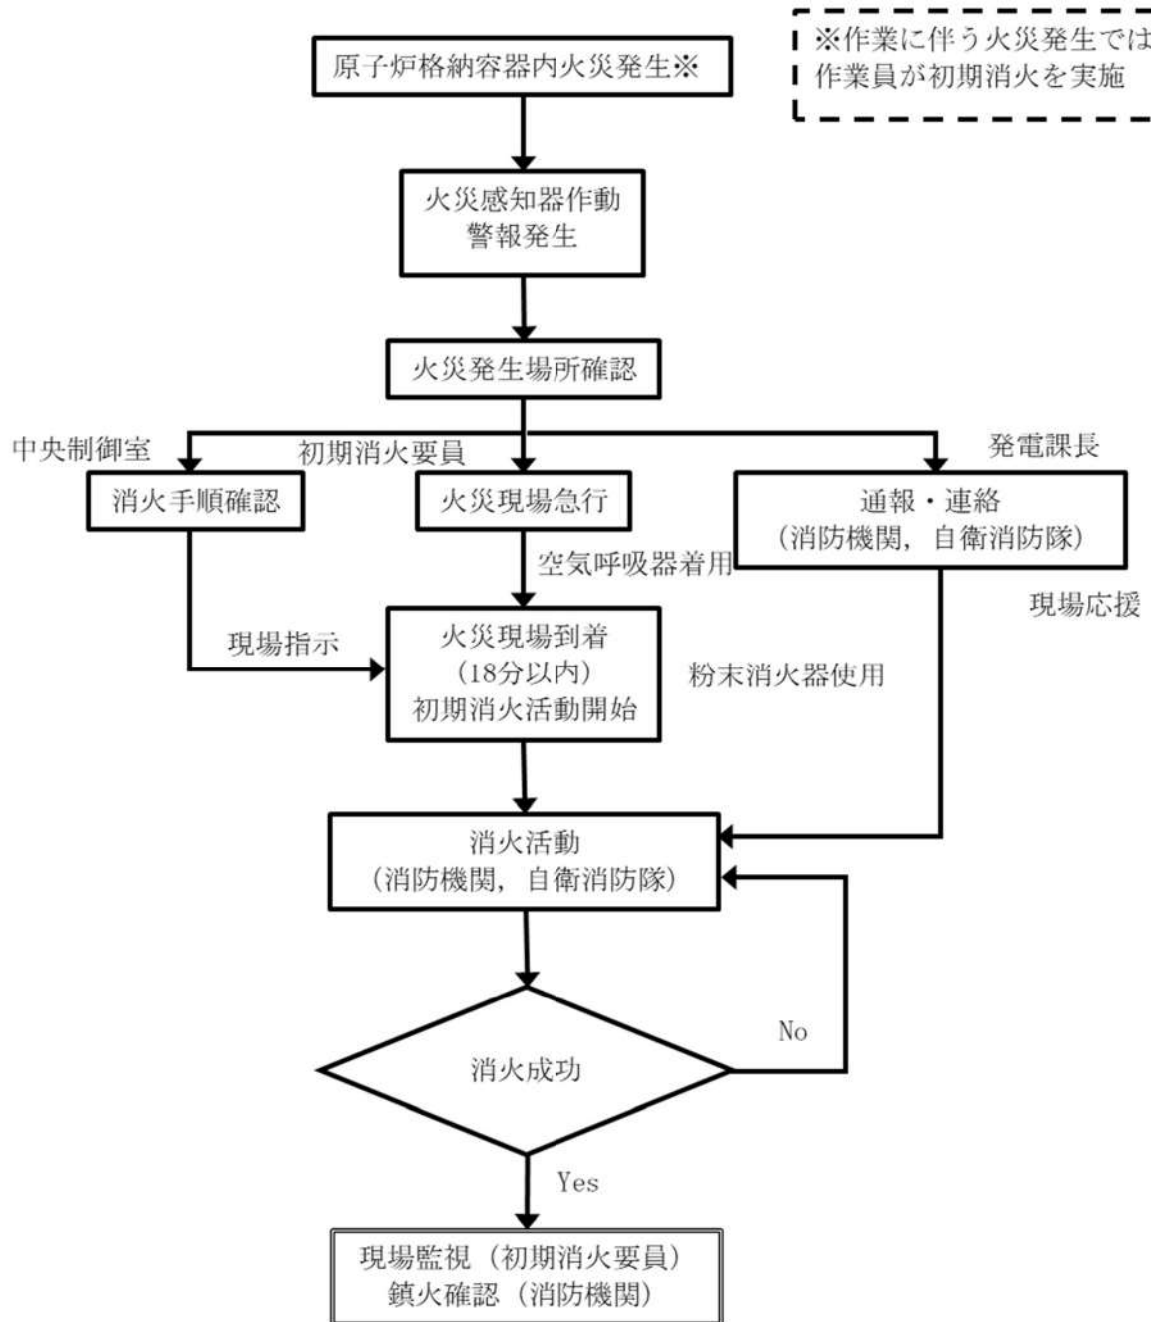 ※作業に伴う火災発生では
作業員が初期消火を実施
原子炉格納容器内火災発生※
火災感知器作動
警報発生
火災発生場所確認
中央制御室
初期消火要員
発電課長
消火手順確認
火災現場急行
通報・連絡
(消防機関，自衛消防隊)
空気呼吸器着用
現場応援
現場指示
火災現場到着
(18分以内)
初期消火活動開始
粉末消火器使用
消火活動
(消防機関，自衛消防隊)
消火成功
No
Yes
現場監視（初期消火要員）
鎮火確認（消防機関）